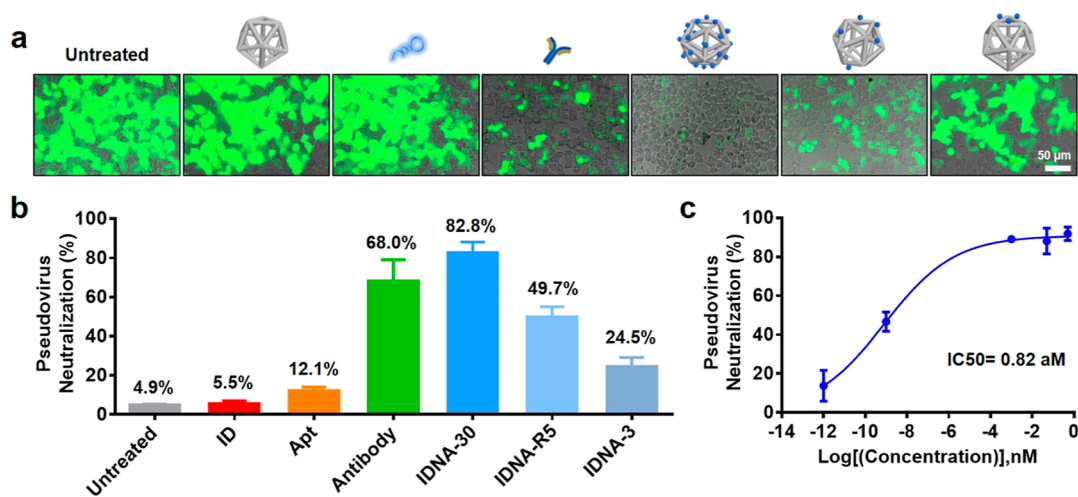 a
Untreated
50 µm
b
Pseudovirus
Neutralization (%)
100
80
60
40
20
0
4.9%
5.5%
12.1%
68.0%
82.8%
49.7%
24.5%
Untreated
ID
Apt
Antibody
IDNA-30
IDNA-R5
IDNA-3
c
Pseudovirus
Neutralization (%)
100
80
60
40
20
0
IC50= 0.82 aM
-14 -12 -10 -8 -6 -4 -2 0
Log[(Concentration)],nM